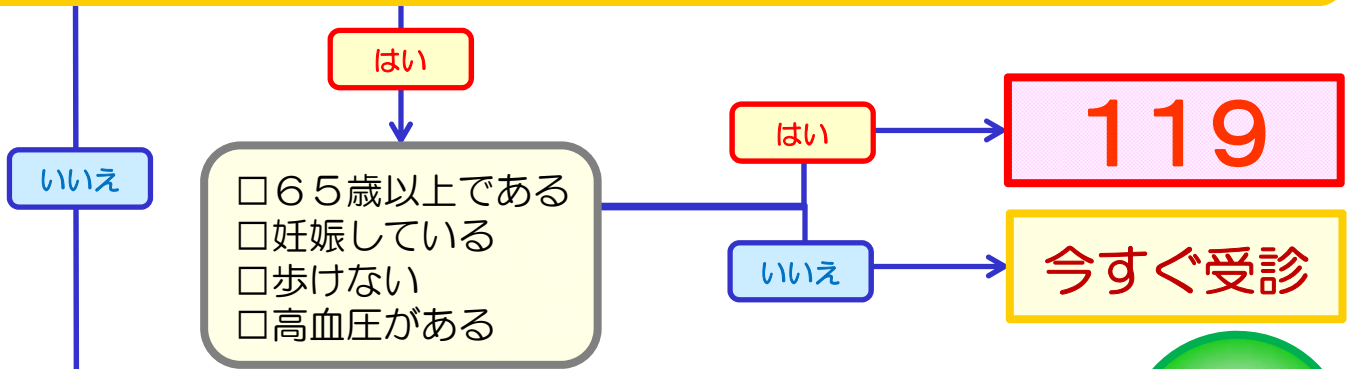 はい
はい
119
いいえ
□６５歳以上である
□妊娠している
□歩けない
□高血圧がある
いいえ
今すぐ受診